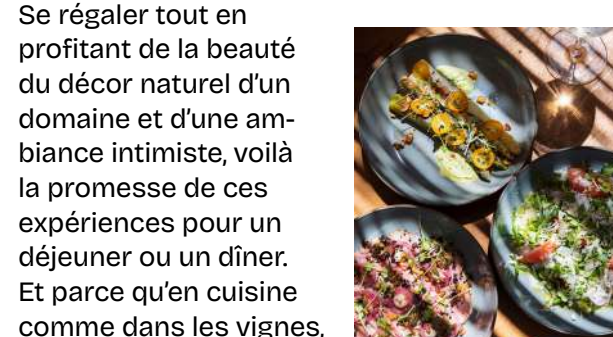 Se régaler tout en
profitant de la beauté
du décor naturel d'un
domaine et d'une am-
biance intimiste, voilà
la promesse de ces
expériences pour un
déjeuner ou un dîner.
Et parce qu'en cuisine
comme dans les vignes,